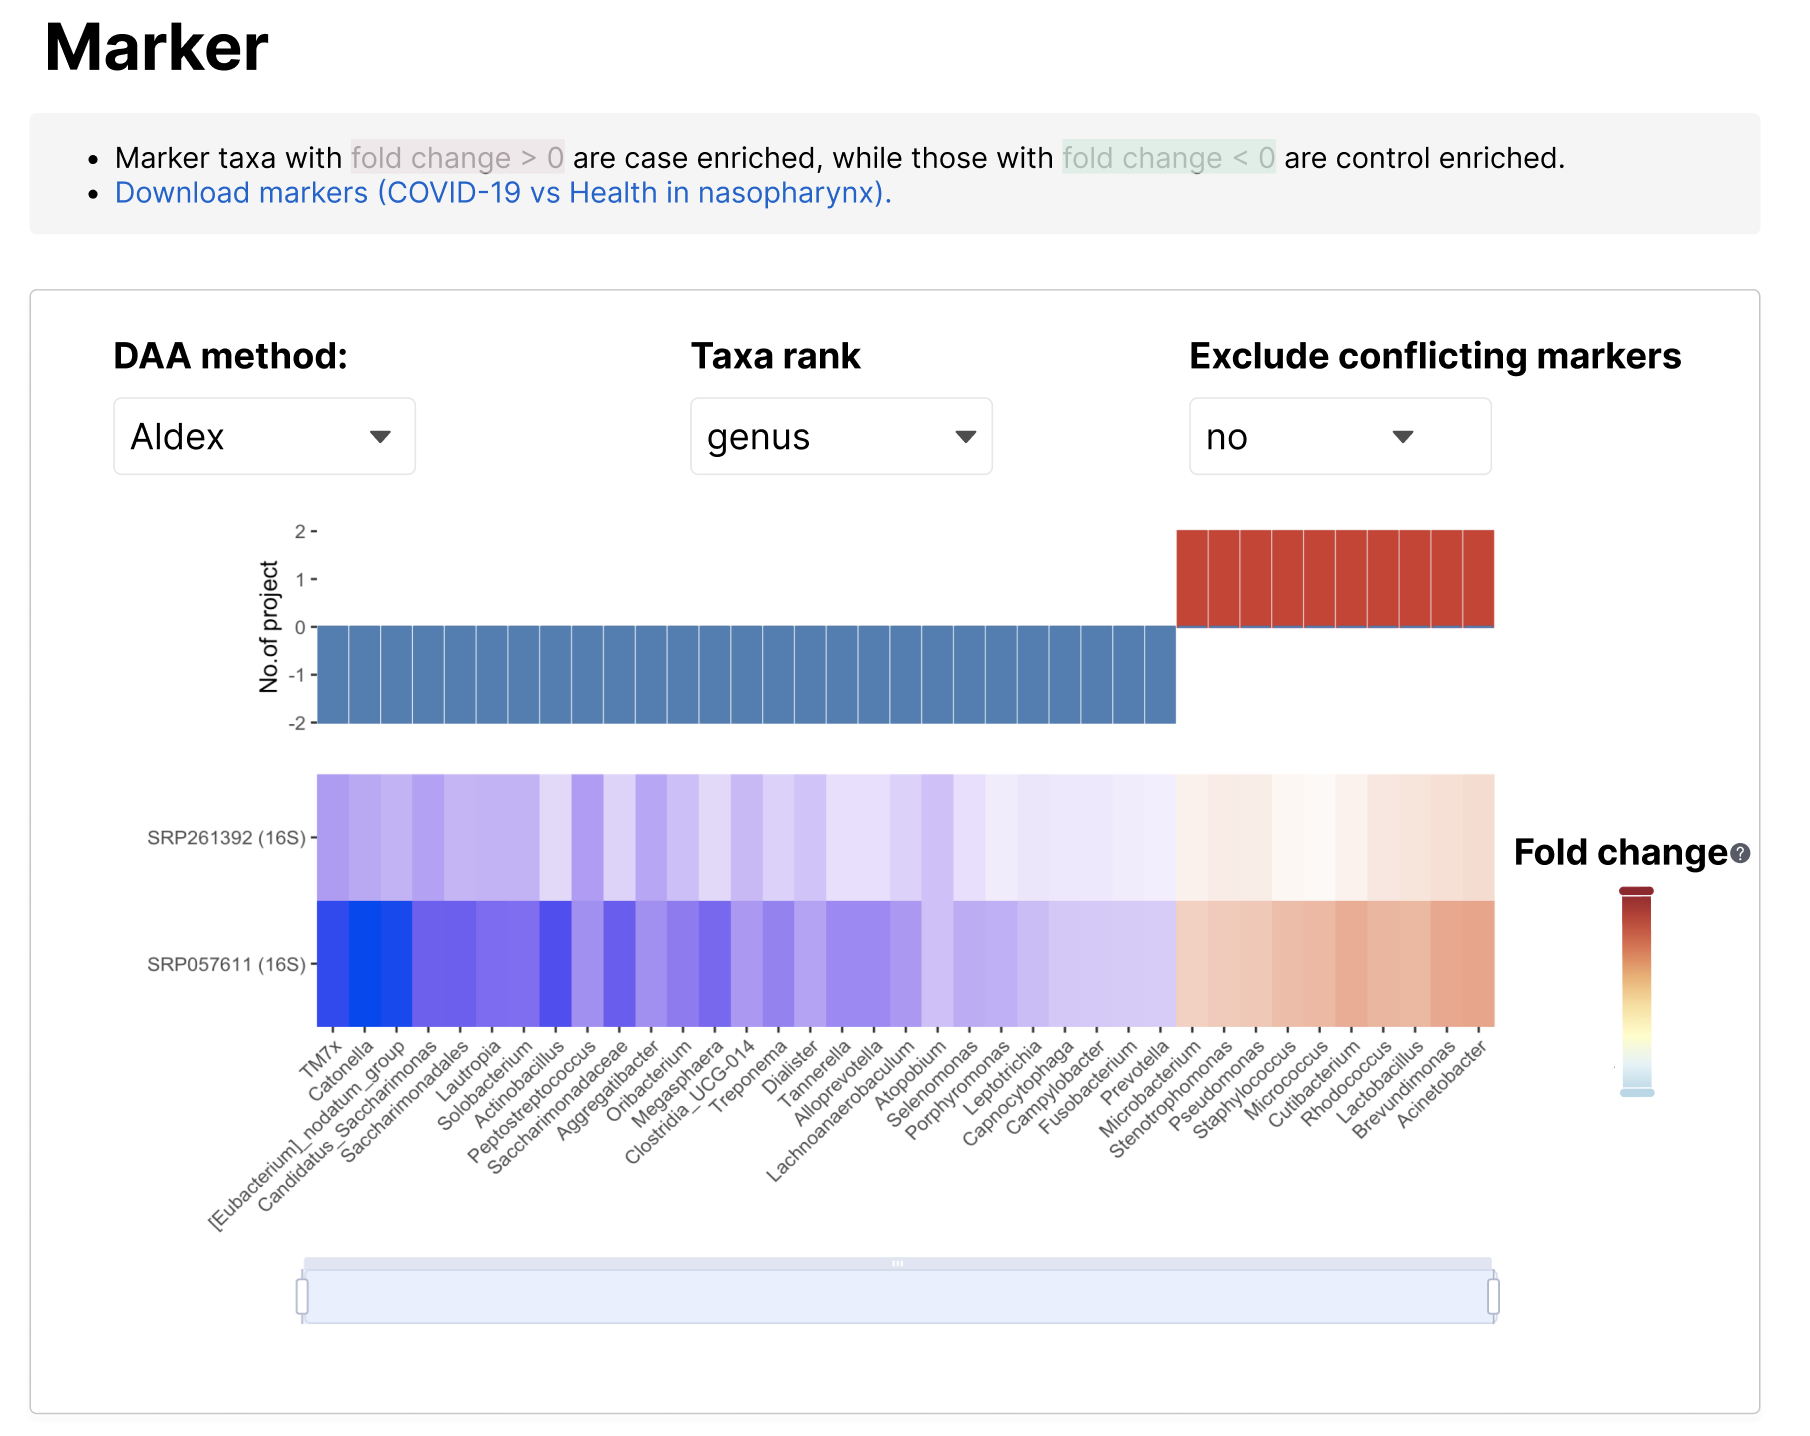 Marker
• Marker taxa with fold change > 0 are case enriched, while those with fold change < 0 are control enriched.
• Download markers (COVID-19 vs Health in nasopharynx).
DAA method:
Taxa rank
Exclude conflicting markers
Aldex
genus
no
No.of project
2
1
0
-1
-2
SRP261392 (16S)
SRP057611 (16S)
Fold change
?
TM7x
Catonella
[Eubacterium]_nodatum_group
Candidatus_Saccharimonas
Saccharimonadales
Lautropia
Solobacterium
Actinobacillus
Peptostreptococcus
Saccharimonadaceae
Aggregatibacter
Oribacterium
Megasphaera
Clostridia_UCG-014
Treponema
Dialister
Tannerella
Alloprevotella
Lachnoanaerobaculum
Atopobium
Selenomonas
Porphyromonas
Leptotrichia
Capnocytophaga
Campylobacter
Fusobacterium
Prevotella
Microbacterium
Stenotrophomonas
Pseudomonas
Staphylococcus
Micrococcus
Cutibacterium
Rhodococcus
Lactobacillus
Brevundimonas
Acinetobacter